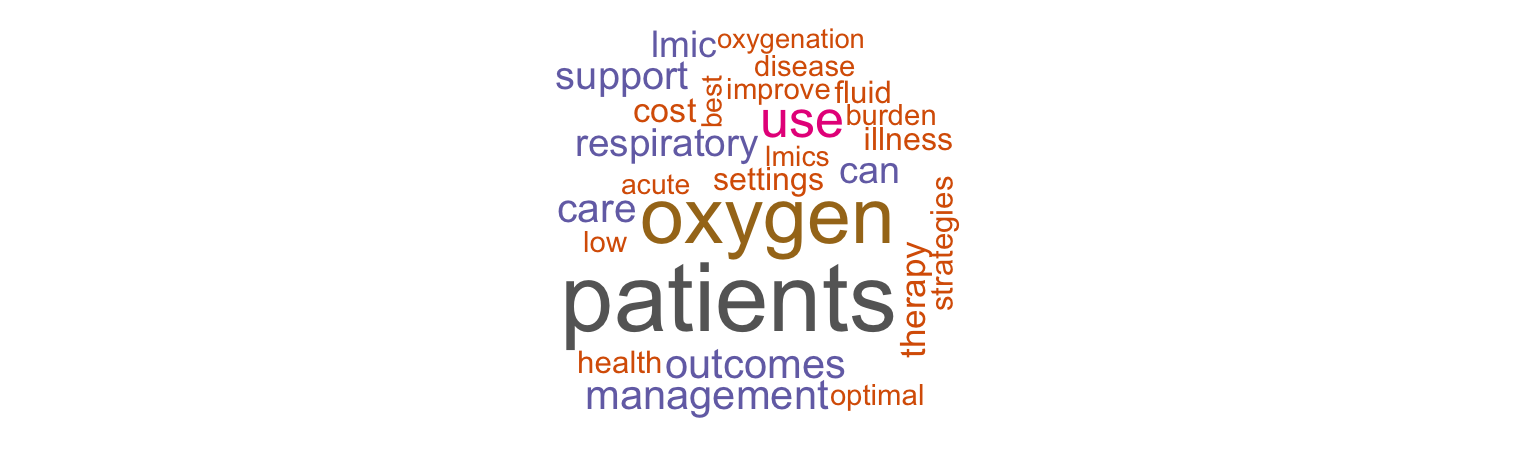 lmic oxygenation
support disease
best improve fluid
cost use burden
respiratory illness
lmics can
acute settings
care oxygen
low strategies
patients therapy
health outcomes
management optimal